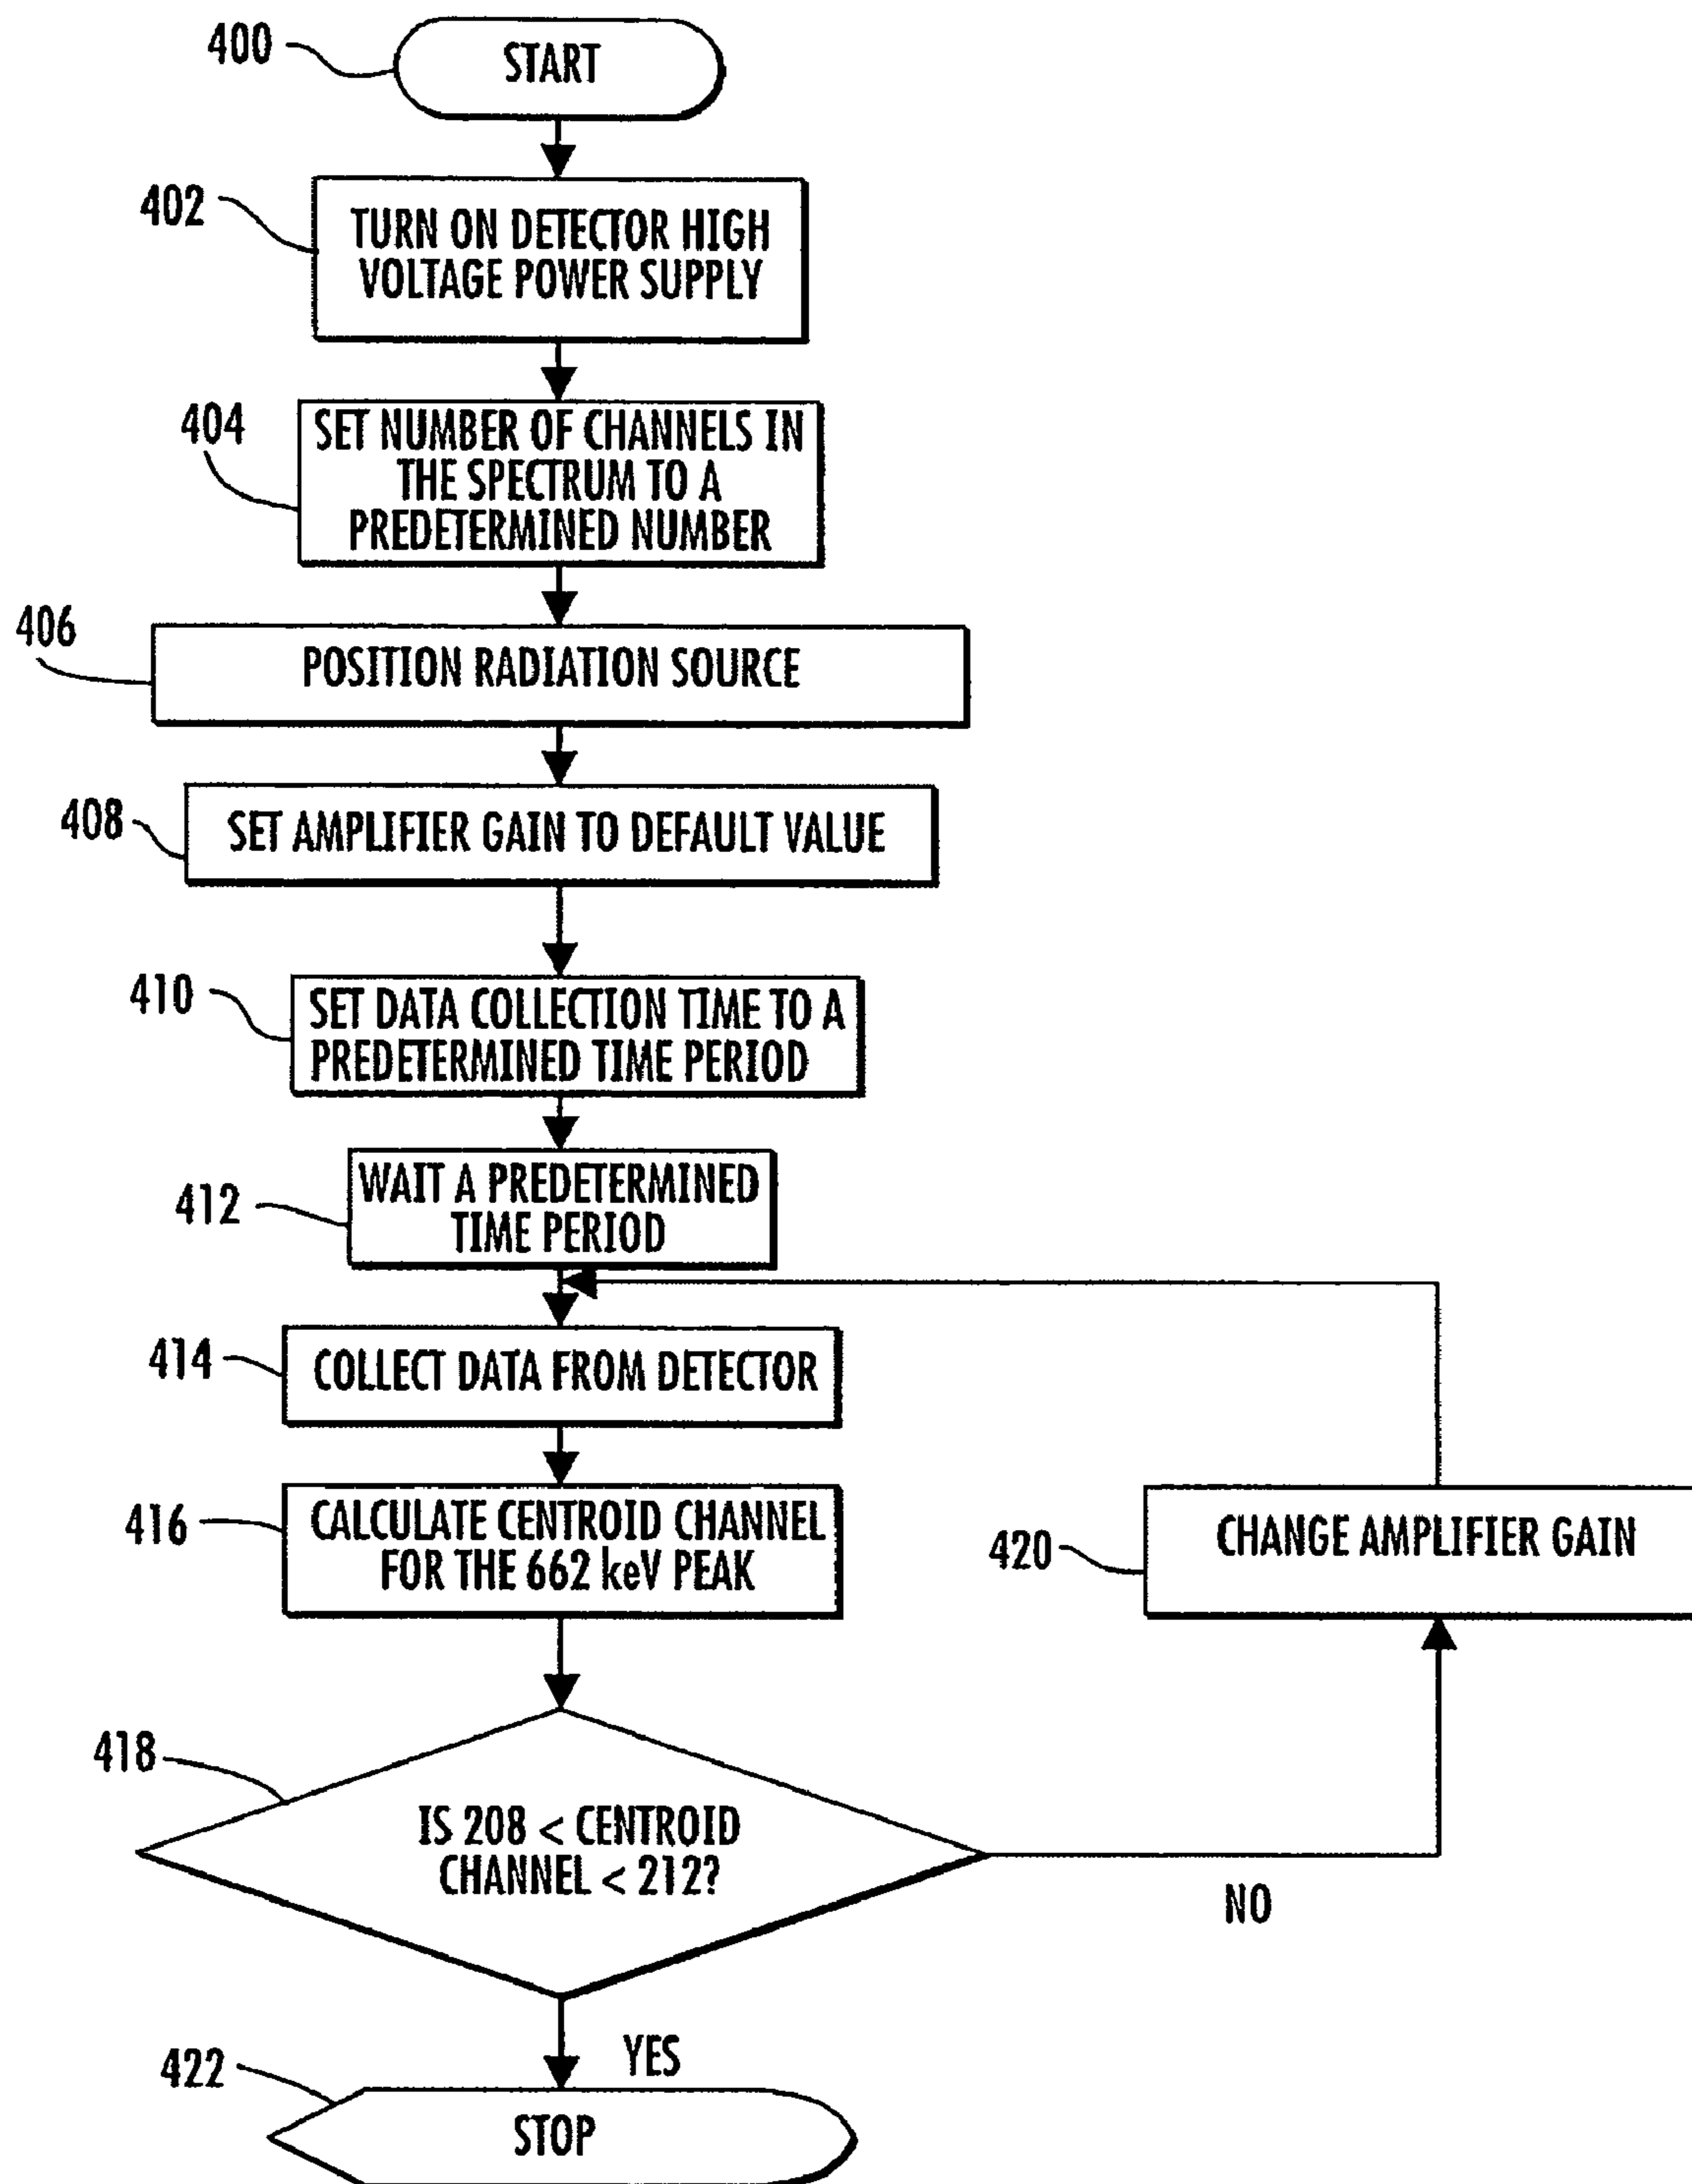 400
START
402
TURN ON DETECTOR HIGH
VOLTAGE POWER SUPPLY
404
SET NUMBER OF CHANNELS IN
THE SPECTRUM TO A
PREDETERMINED NUMBER
406
POSITION RADIATION SOURCE
408
SET AMPLIFIER GAIN TO DEFAULT VALUE
410
SET DATA COLLECTION TIME TO A
PREDETERMINED TIME PERIOD
412
WAIT A PREDETERMINED
TIME PERIOD
414
COLLECT DATA FROM DETECTOR
416
CALCULATE CENTROID CHANNEL
FOR THE 662 keV PEAK
420
CHANGE AMPLIFIER GAIN
418
IS 208 < CENTROID
CHANNEL < 212?
NO
YES
422
STOP